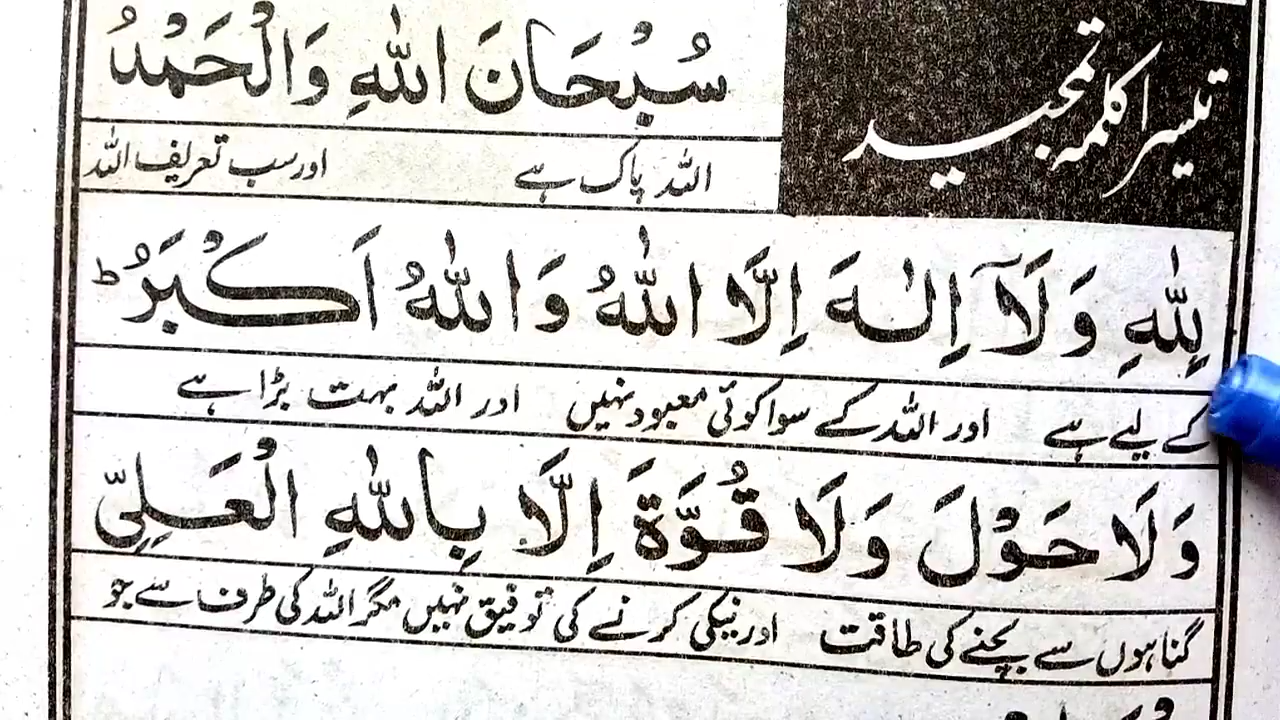 تیسرا کلمہ تمجید
سُبْحَانَ اللّٰهِ وَالْحَمْدُ
اللہ پاک ہے اور سب تعریف اللہ
لِلّٰهِ وَلَآ اِلٰهَ اِلَّا اللّٰهُ وَاللّٰهُ اَكْبَرُ ؕ
کے لیے ہے اور اللہ کے سوا کوئی معبود نہیں اور اللہ بہت بڑا ہے
وَلَا حَوْلَ وَلَا قُوَّةَ اِلَّا بِاللّٰهِ الْعَلِىِّ
گناہوں سے بچنے کی طاقت اور نیکی کرنے کی توفیق نہیں مگر اللہ کی طرف سے جو